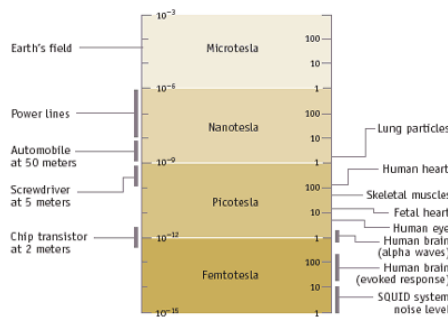 10⁻³
Earth's field
Microtesla
100
10
10⁻⁶
1
Power lines
100
Nanotesla
10
Lung particles
Automobile
at 50 meters
10⁻⁹
1
Human heart
Screwdriver
at 5 meters
100
Skeletal muscles
Picotesla
10
Fetal heart
Human eye
Chip transistor
at 2 meters
10⁻¹²
1
Human brain
(alpha waves)
100
Human brain
(evoked response)
Femtotesla
10
SQUID system
noise level
10⁻¹⁵
1